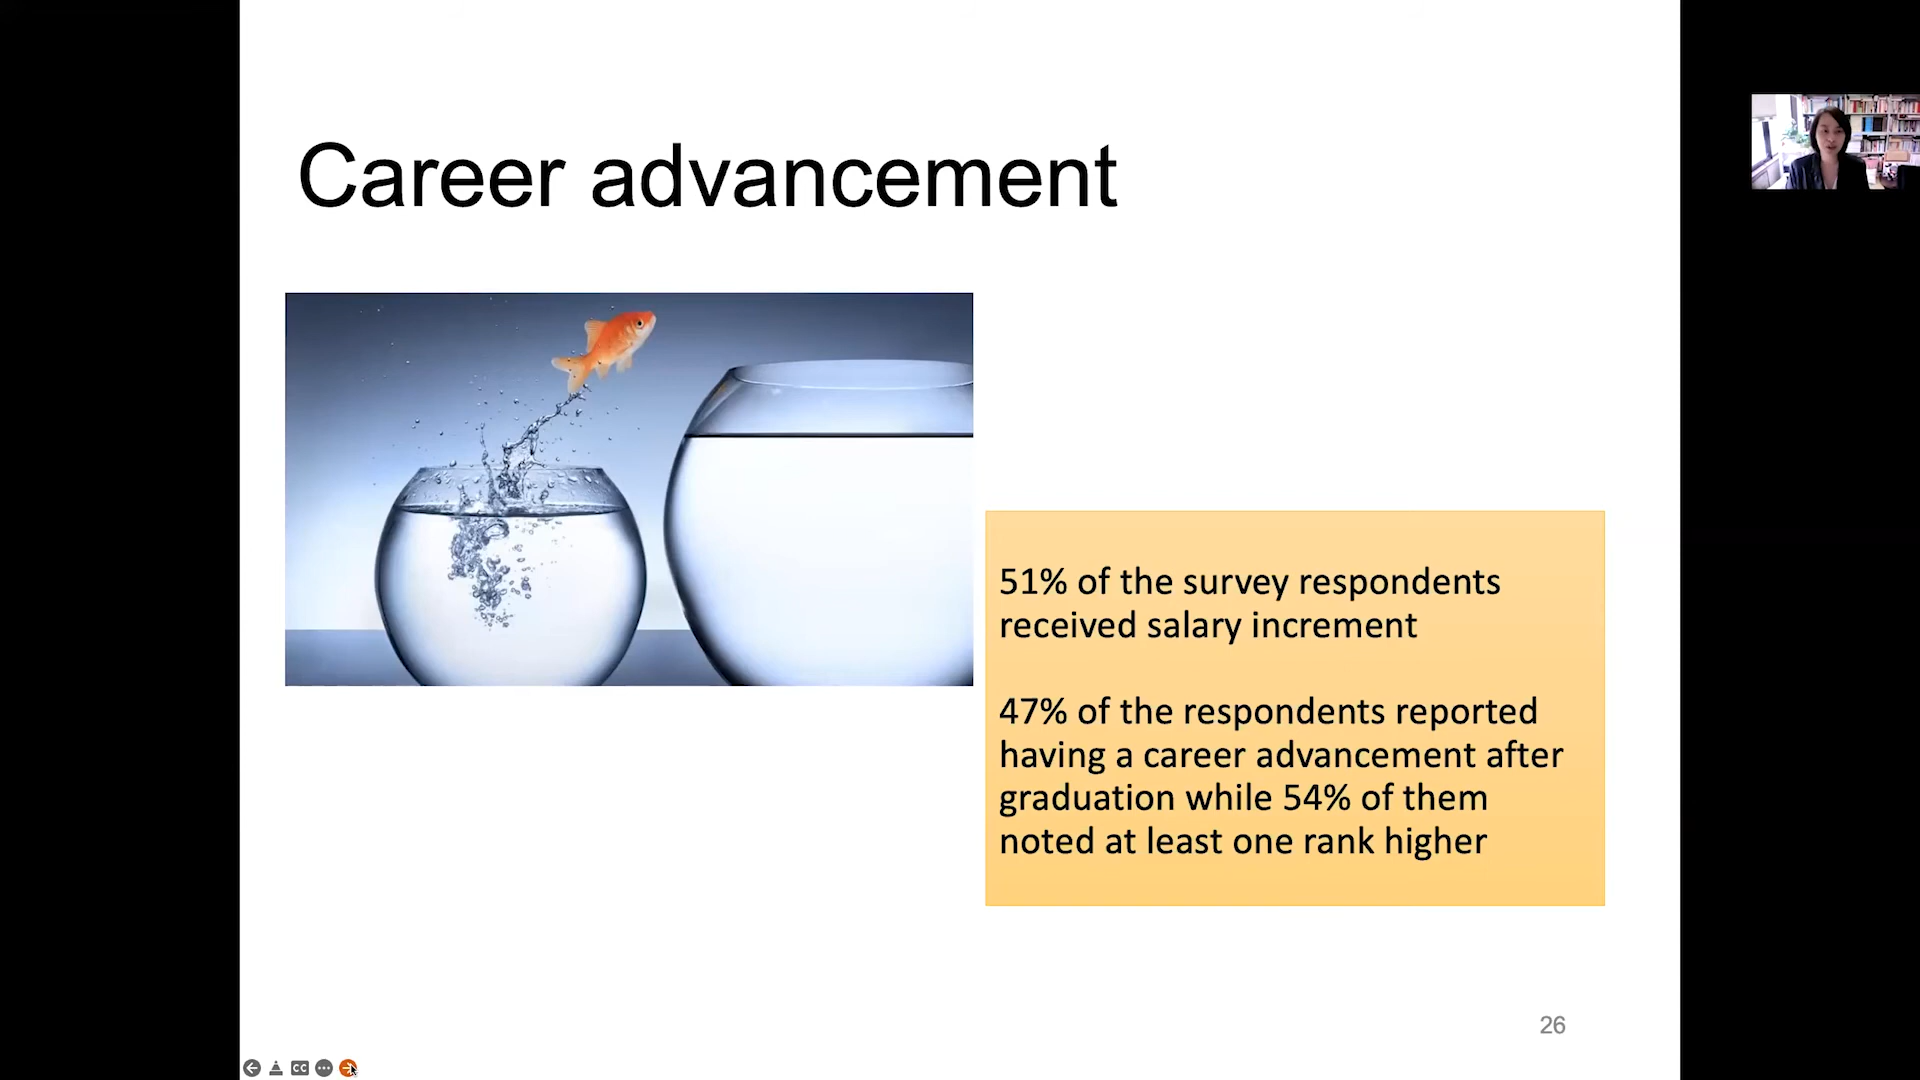 Career advancement
51% of the survey respondents
received salary increment
47% of the respondents reported
having a career advancement after
graduation while 54% of them
noted at least one rank higher
26
CC